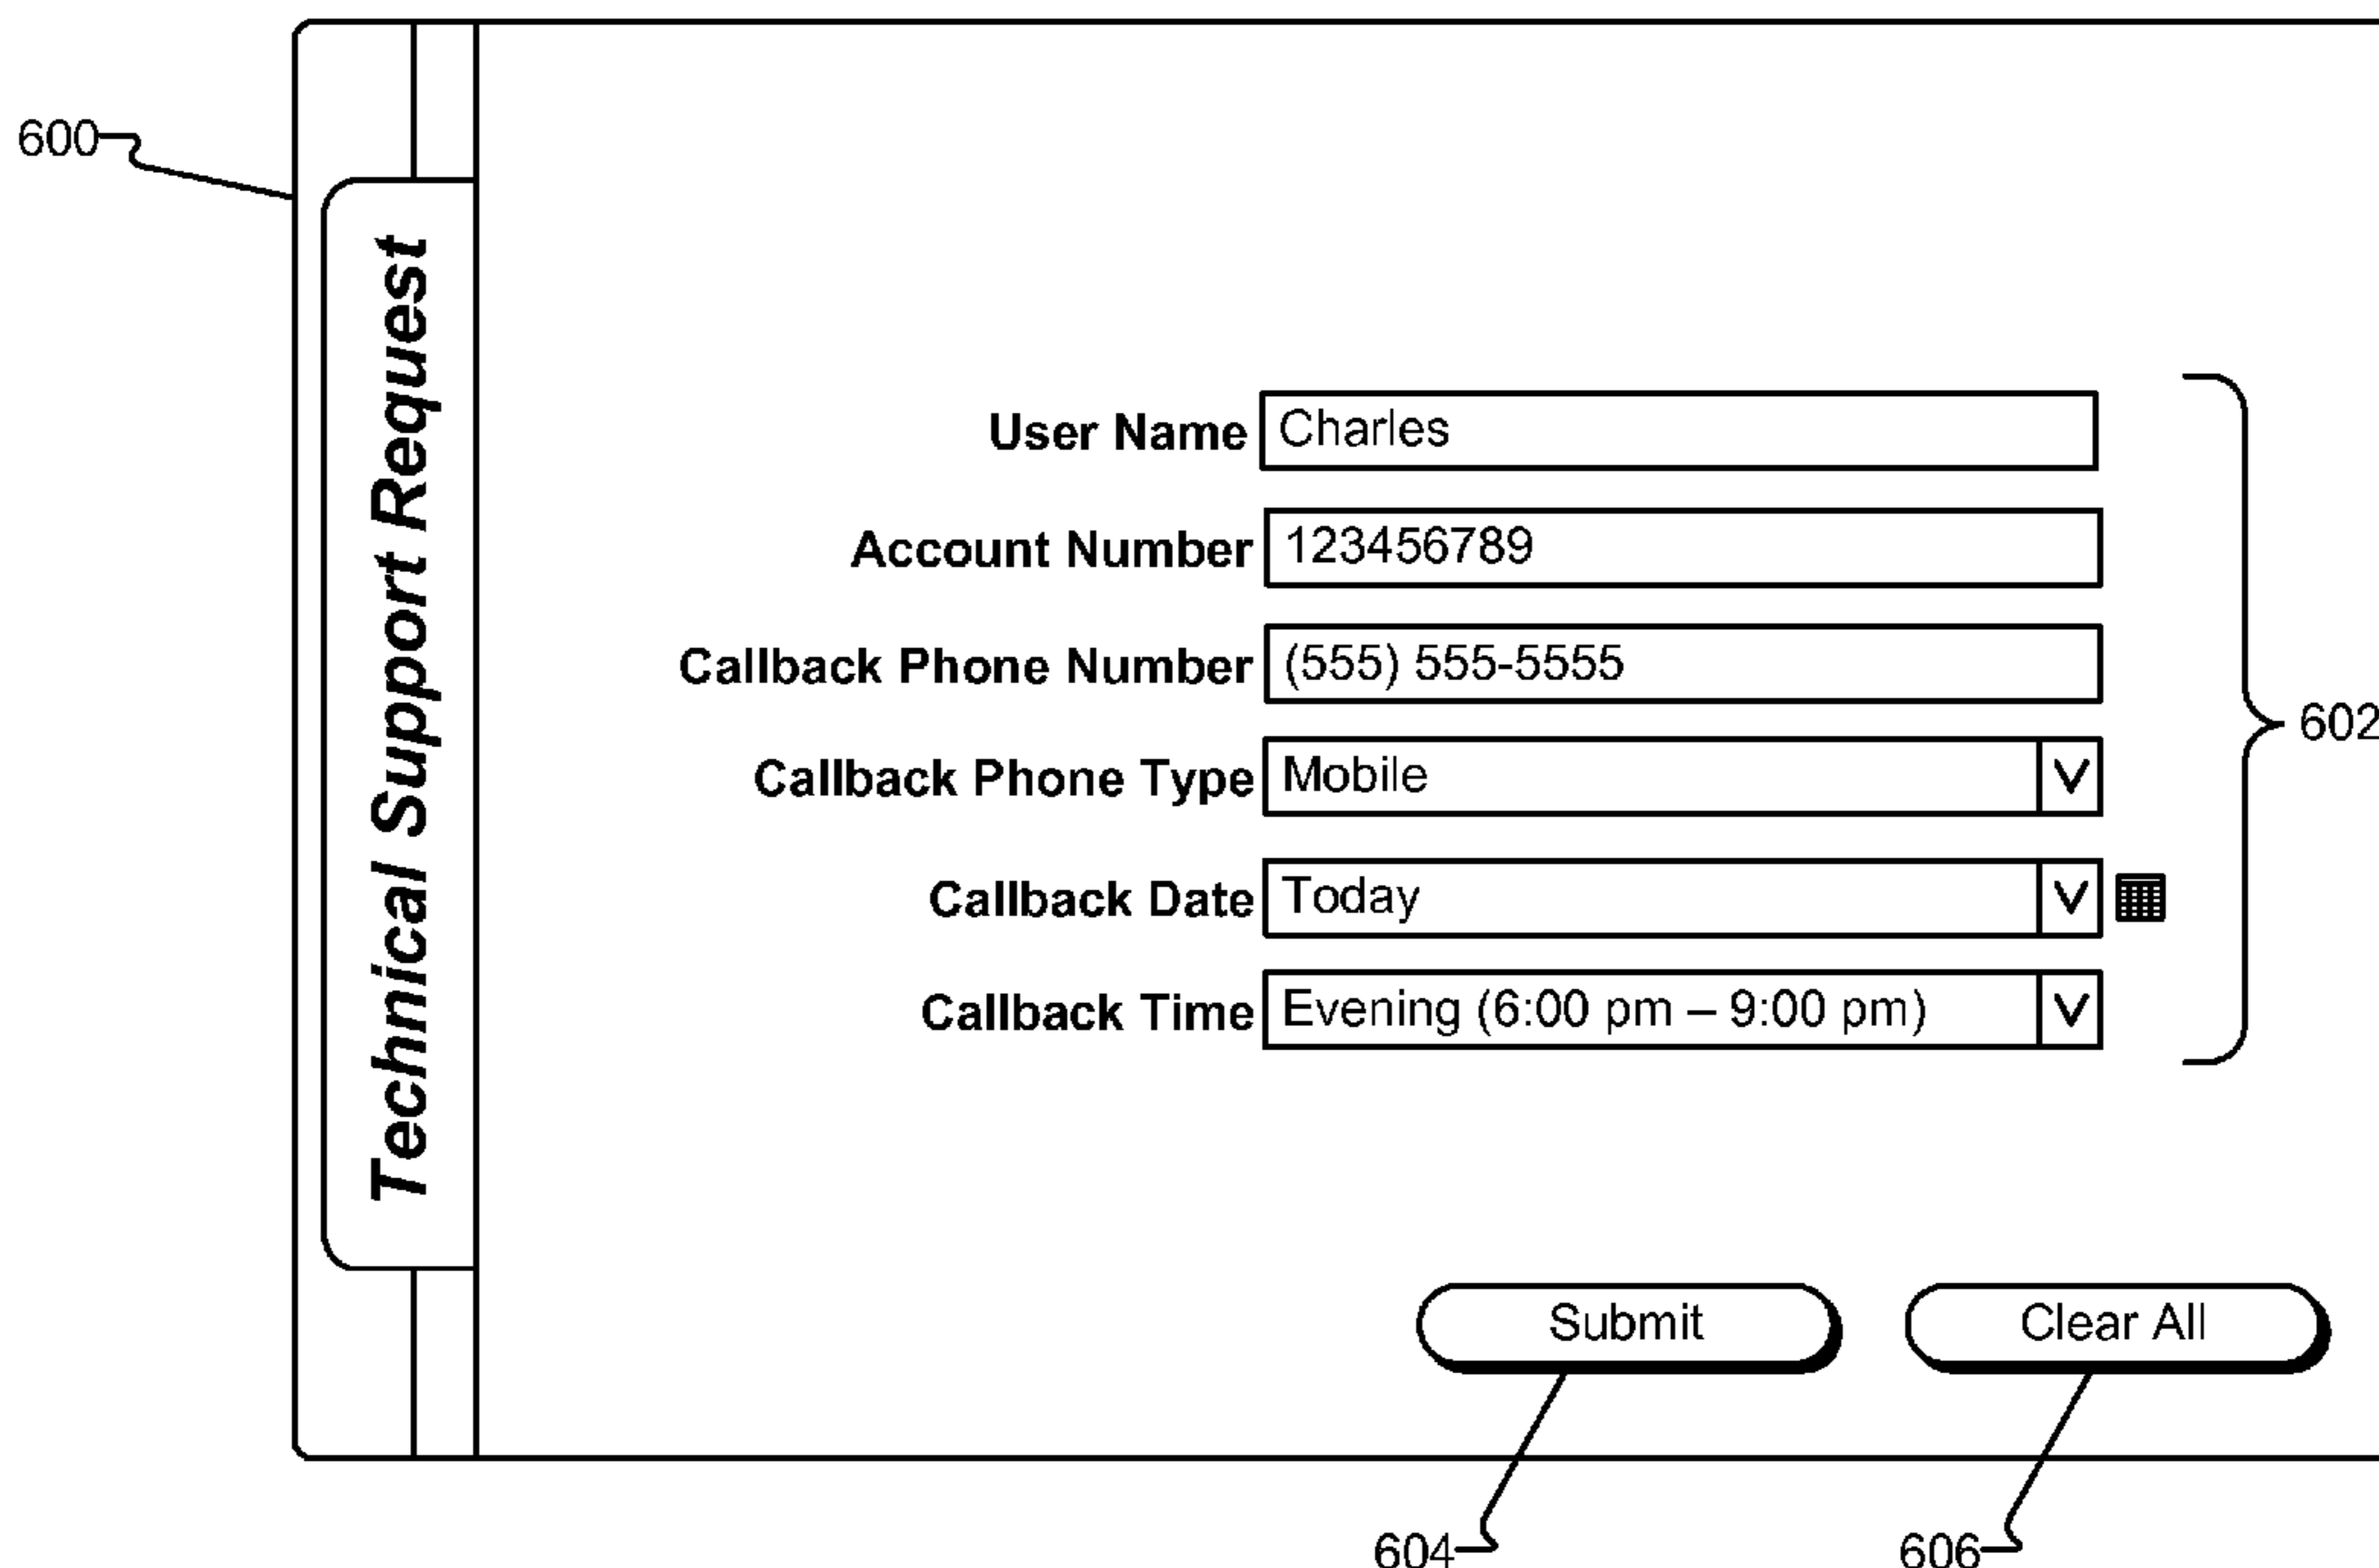 600
Technical Support Request
User Name Charles
Account Number 123456789
Callback Phone Number (555) 555-5555
Callback Phone Type Mobile
602
Callback Date Today
Callback Time Evening (6:00 pm – 9:00 pm)
Submit Clear All
604 606